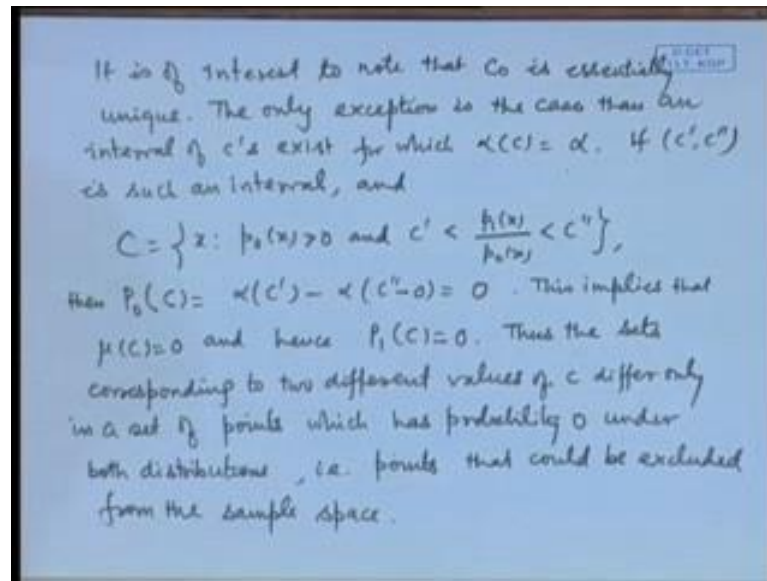 It is of interest to note that C0 is essentially
unique. The only exception is the case than an
interval of c's exist for which α(c) = α. If (c', c'')
is such an interval, and
C = {x : p0(x) > 0 and c' < p1(x)/p0(x) < c''},
then P0(C) = α(c') - α(c''-0) = 0. This implies that
μ(C)=0 and hence P1(C)=0. Thus the sets
corresponding to two different values of c differ only
in a set of points which has probability 0 under
both distributions, i.e. points that could be excluded
from the sample space.